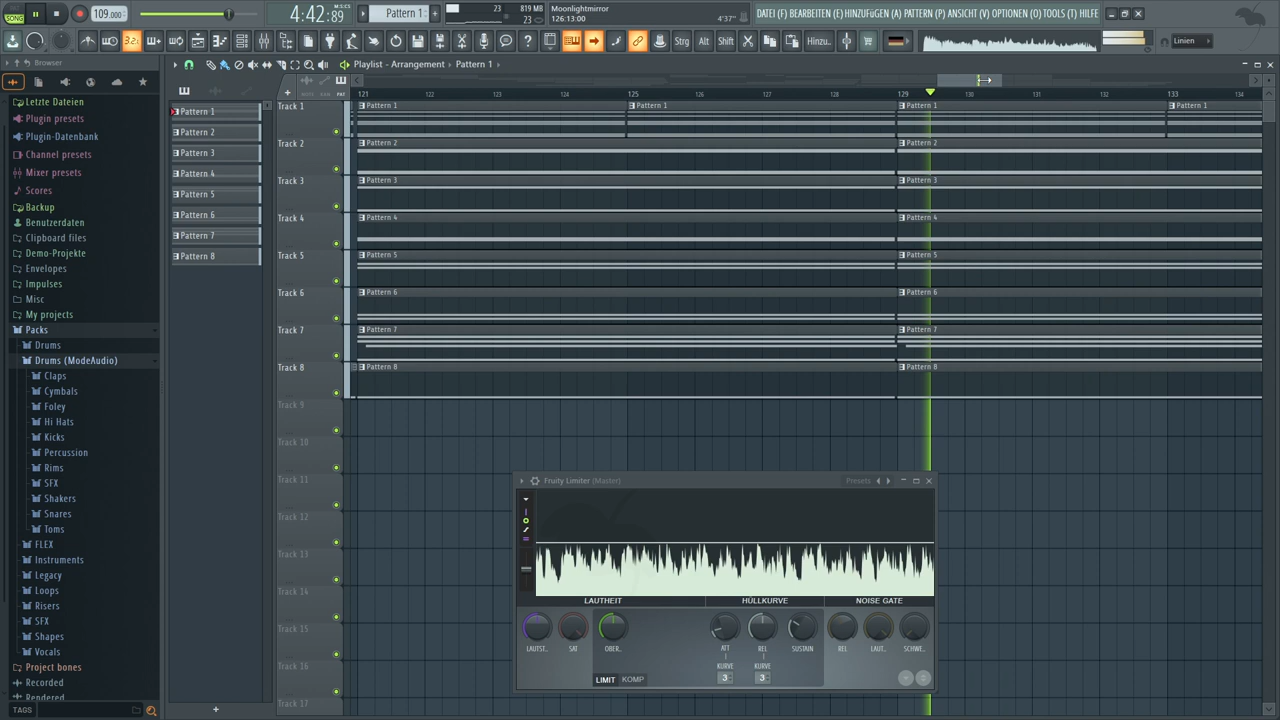 SONG
109.000
4:42:89
M:S:CS
Pattern 1
23
819 MB
23
Moonlightmirror
126:13:00
4'37"
DATEI (F) BEARBEITEN (E) HINZUFüGEN (A) PATTERN (P) ANSICHT (V) OPTIONEN (O) TOOLS (T) HILFE
Strg Alt Shift Hinzu. Linien
Browser
Playlist - Arrangement Pattern 1
Letzte Dateien
Plugin presets
Plugin-Datenbank
Channel presets
Mixer presets
Scores
Backup
Benutzerdaten
Clipboard files
Demo-Projekte
Envelopes
Impulses
Misc
My projects
Packs
Drums
Drums (ModeAudio)
Claps
Cymbals
Foley
Hi Hats
Kicks
Percussion
Rims
SFX
Shakers
Snares
Toms
FLEX
Instruments
Legacy
Loops
Risers
SFX
Shapes
Vocals
Project bones
Recorded
Rendered
TAGS
Pattern 1
Pattern 2
Pattern 3
Pattern 4
Pattern 5
Pattern 6
Pattern 7
Pattern 8
121 122 123 124 125 126 127 128 129 130 131 132 133 134
Track 1 Pattern 1 Pattern 1 Pattern 1 Pattern 1
Track 2 Pattern 2 Pattern 2
Track 3 Pattern 3 Pattern 3
Track 4 Pattern 4 Pattern 4
Track 5 Pattern 5 Pattern 5
Track 6 Pattern 6 Pattern 6
Track 7 Pattern 7 Pattern 7
Track 8 Pattern 8 Pattern 8
Track 9
Track 10
Track 11
Track 12
Track 13
Track 14
Track 15
Track 16
Track 17
Fruity Limiter (Master) Presets
LAUTHEIT HÜLLKURVE NOISE GATE
LAUTST.. SAT OBER.. ATT REL SUSTAIN REL LAUT.. SCHWE..
KURVE KURVE
3 3
LIMIT KOMP